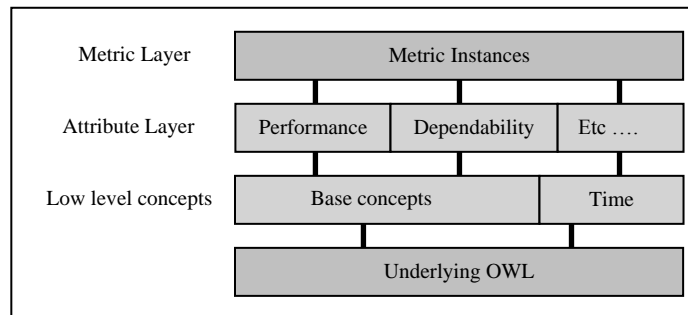 Metric Layer Metric Instances
Attribute Layer Performance Dependability Etc ….
Low level concepts Base concepts Time
Underlying OWL